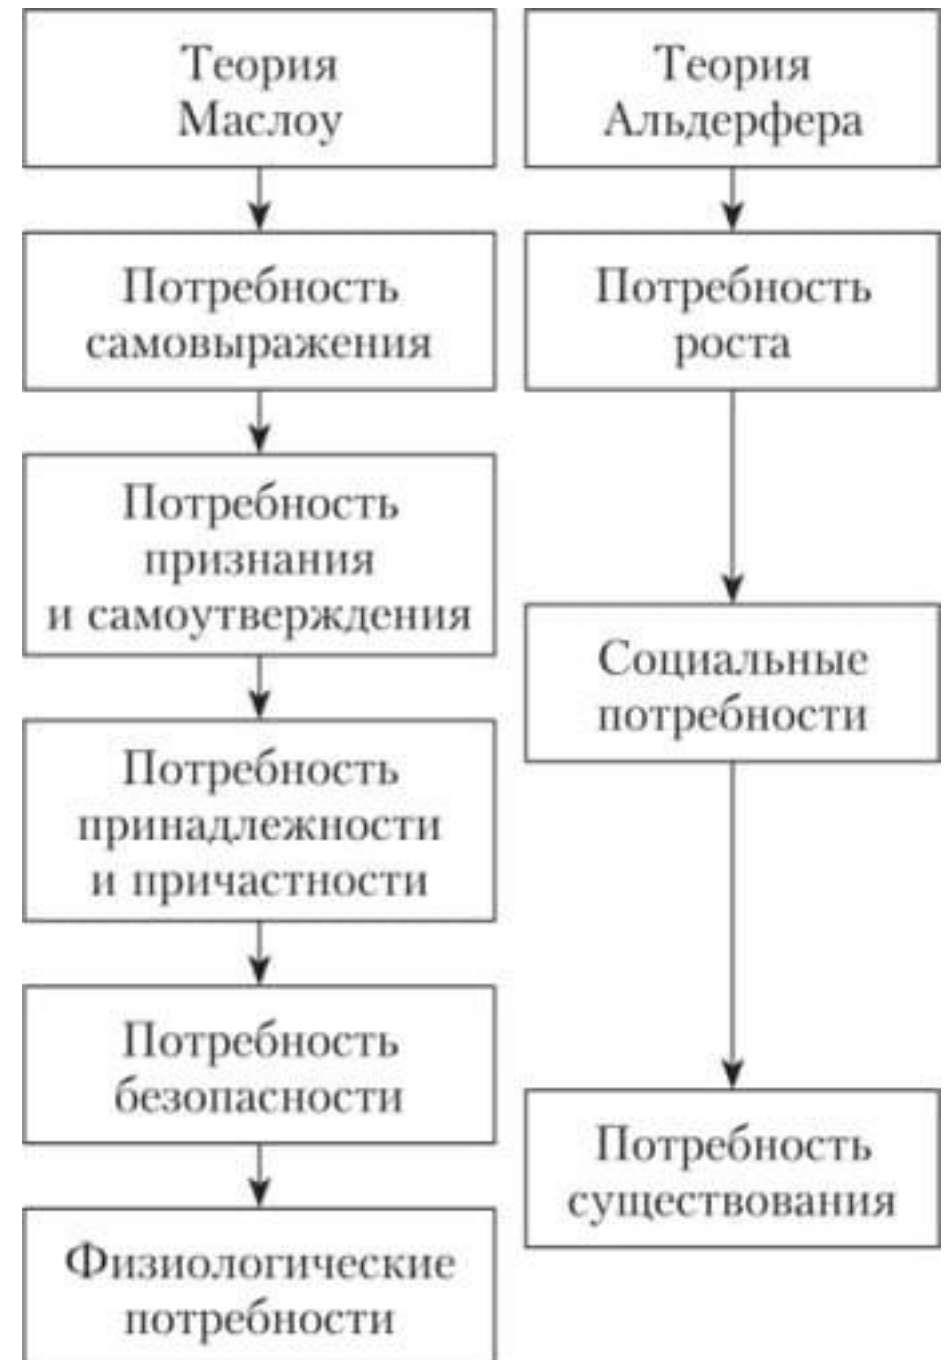 Теория
Маслоу
Потребность
самовыражения
Потребность
признания
и самоутверждения
Потребность
принадлежности
и причастности
Потребность
безопасности
Физиологические
потребности
Теория
Альдерфера
Потребность
роста
Социальные
потребности
Потребность
существования